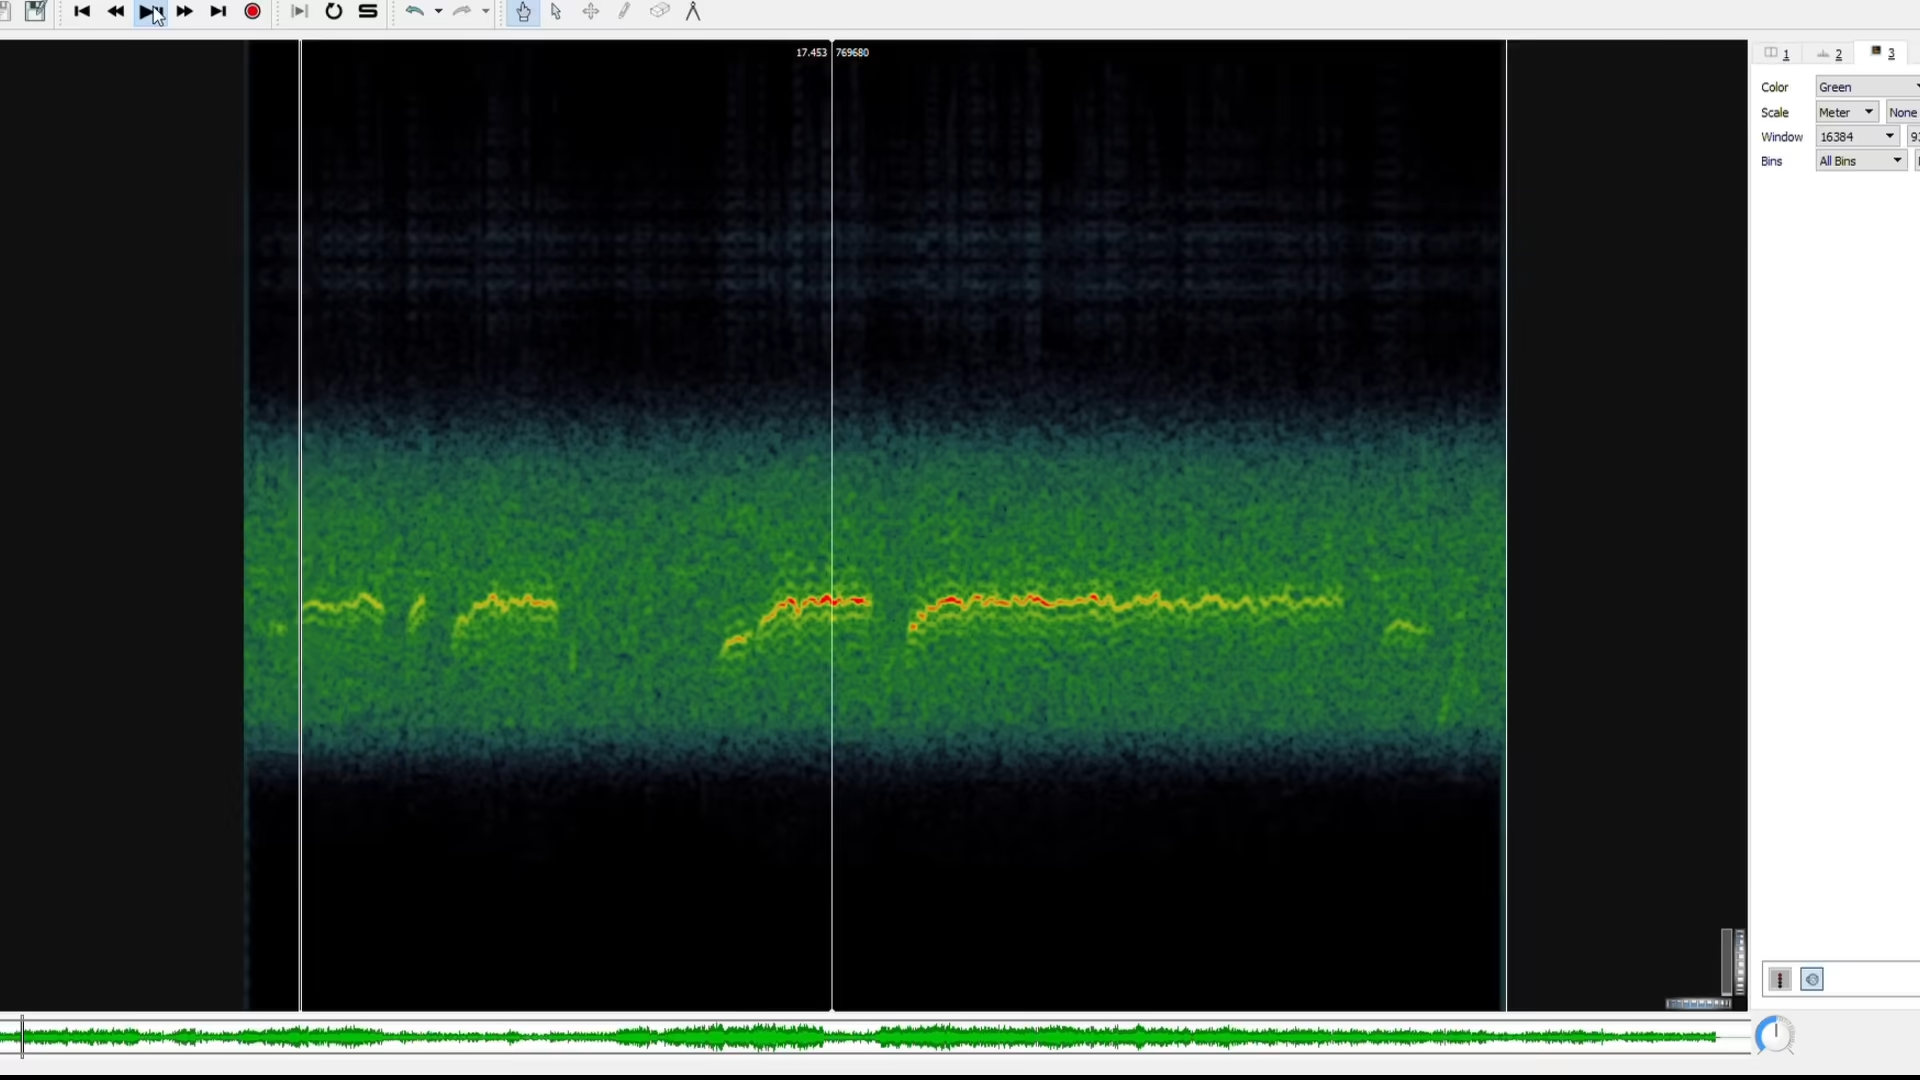 17.453 769680
1 2 3
Color Green
Scale Meter None
Window 16384
Bins All Bins